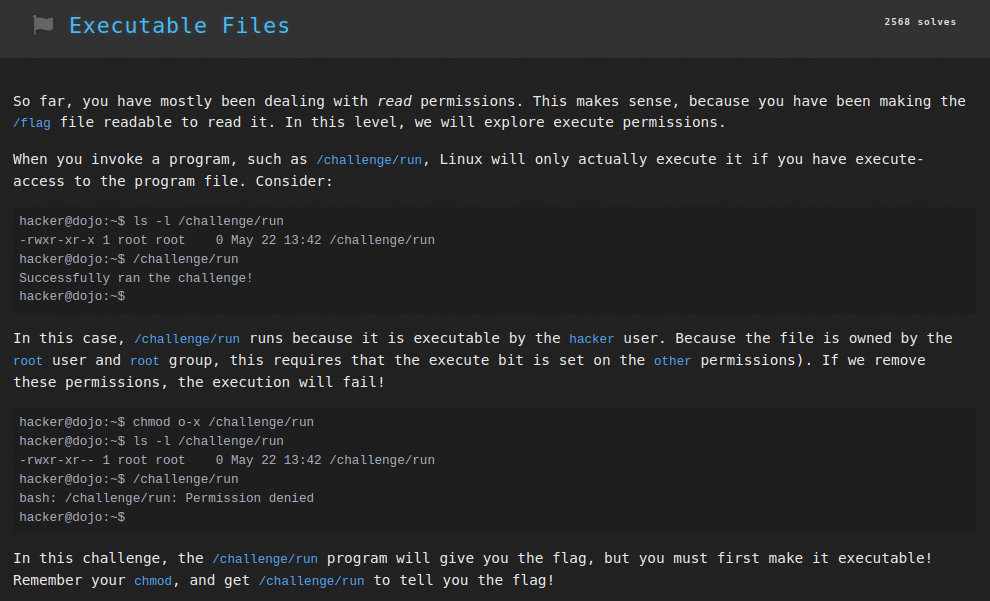 Executable Files
2568 solves
So far, you have mostly been dealing with read permissions. This makes sense, because you have been making the
/flag file readable to read it. In this level, we will explore execute permissions.
When you invoke a program, such as /challenge/run, Linux will only actually execute it if you have execute-
access to the program file. Consider:
hacker@dojo:~$ ls -l /challenge/run
-rwxr-xr-x 1 root root    0 May 22 13:42 /challenge/run
hacker@dojo:~$ /challenge/run
Successfully ran the challenge!
hacker@dojo:~$
In this case, /challenge/run runs because it is executable by the hacker user. Because the file is owned by the
root user and root group, this requires that the execute bit is set on the other permissions). If we remove
these permissions, the execution will fail!
hacker@dojo:~$ chmod o-x /challenge/run
hacker@dojo:~$ ls -l /challenge/run
-rwxr-xr-- 1 root root    0 May 22 13:42 /challenge/run
hacker@dojo:~$ /challenge/run
bash: /challenge/run: Permission denied
hacker@dojo:~$
In this challenge, the /challenge/run program will give you the flag, but you must first make it executable!
Remember your chmod, and get /challenge/run to tell you the flag!